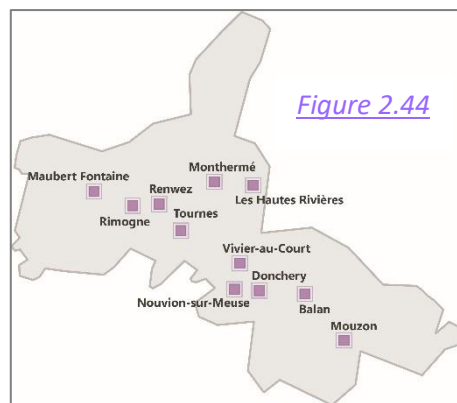 Figure 2.44
Monthermé
Maubert Fontaine
Renwez
Les Hautes Rivières
Rimogne
Tournes
Vivier-au-Court
Donchery
Nouvion-sur-Meuse
Balan
Mouzon